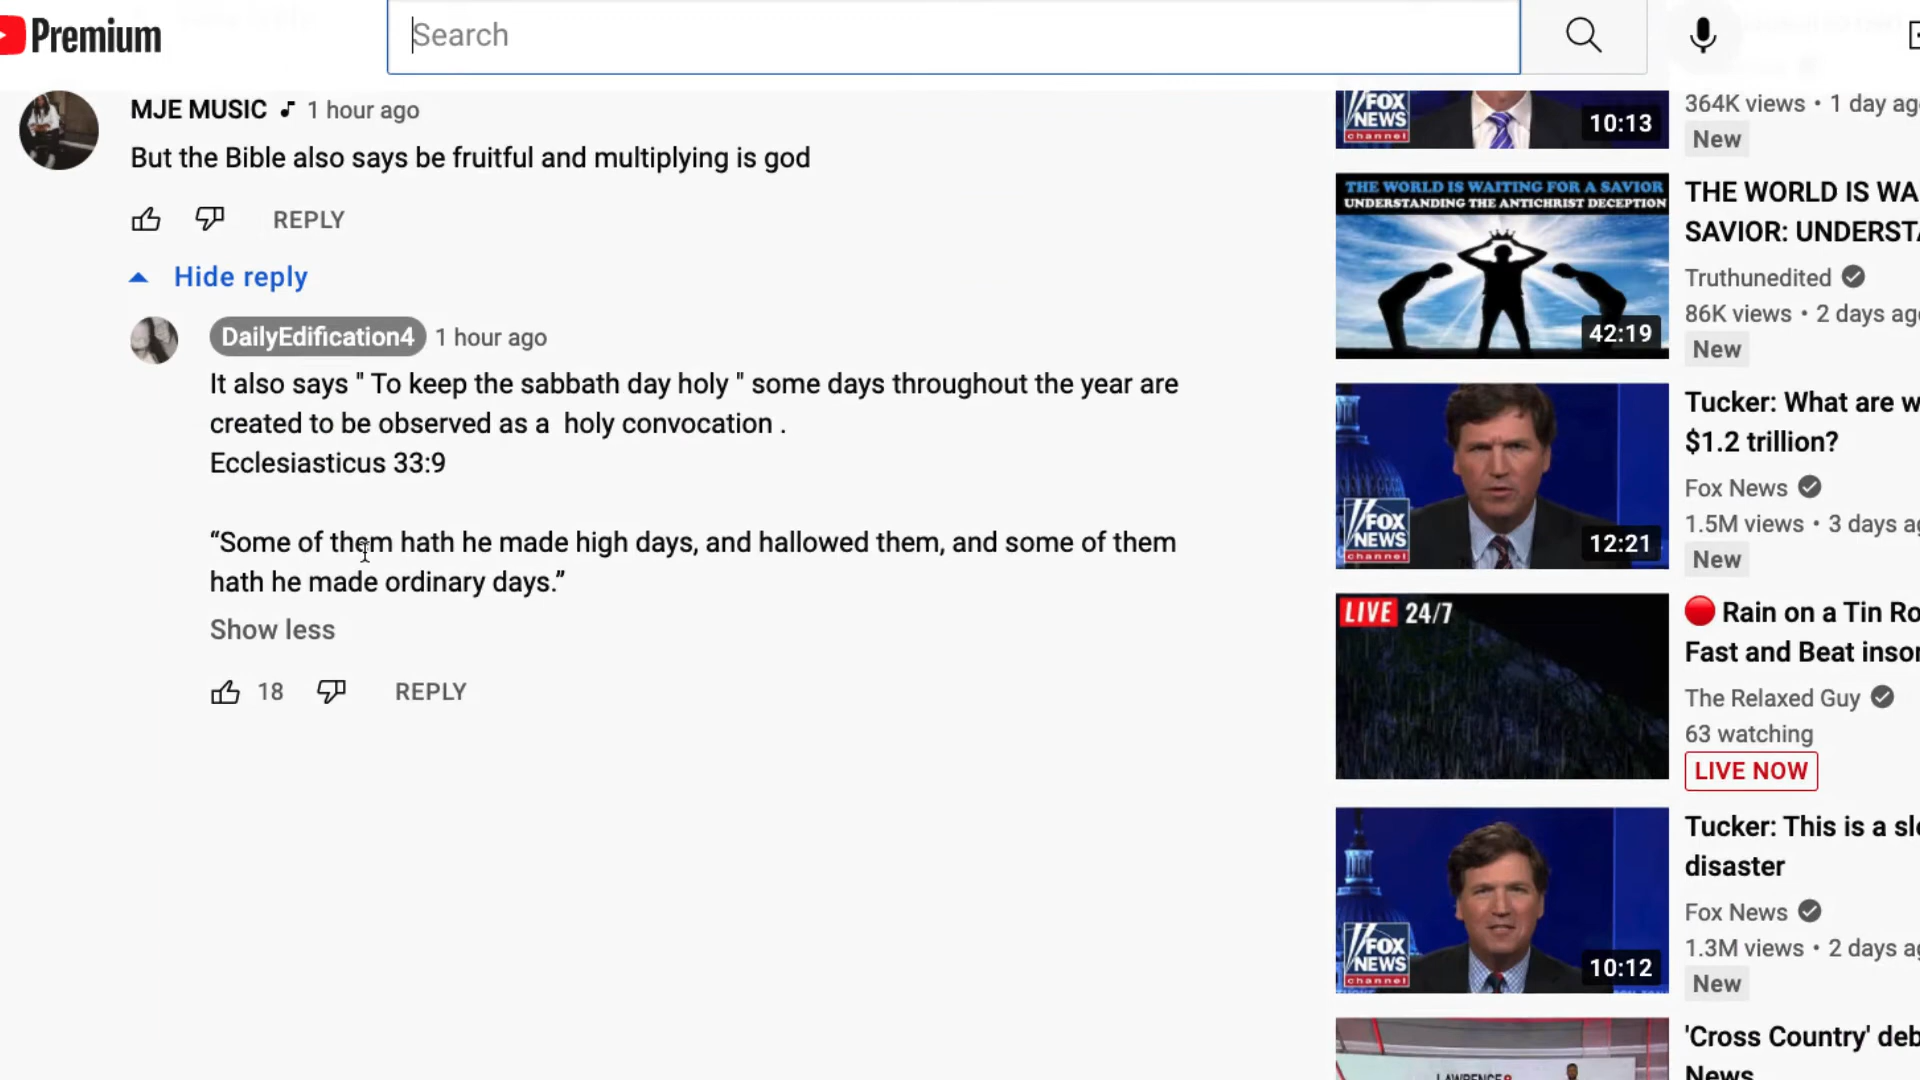 Premium
Search
MJE MUSIC 1 hour ago
But the Bible also says be fruitful and multiplying is god
REPLY
Hide reply
DailyEdification4 1 hour ago
It also says " To keep the sabbath day holy " some days throughout the year are
created to be observed as a holy convocation .
Ecclesiasticus 33:9
“Some of them hath he made high days, and hallowed them, and some of them
hath he made ordinary days.”
Show less
18 REPLY
FOX
NEWS
channel
10:13
364K views • 1 day ag
New
THE WORLD IS WAITING FOR A SAVIOR
UNDERSTANDING THE ANTICHRIST DECEPTION
42:19
THE WORLD IS WA
SAVIOR: UNDERST
Truthunedited
86K views • 2 days ag
New
FOX
NEWS
channel
12:21
Tucker: What are w
$1.2 trillion?
Fox News
1.5M views • 3 days a
New
LIVE 24/7
Rain on a Tin Ro
Fast and Beat inso
The Relaxed Guy
63 watching
LIVE NOW
FOX
NEWS
channel
10:12
Tucker: This is a sl
disaster
Fox News
1.3M views • 2 days a
New
'Cross Country' deb
News